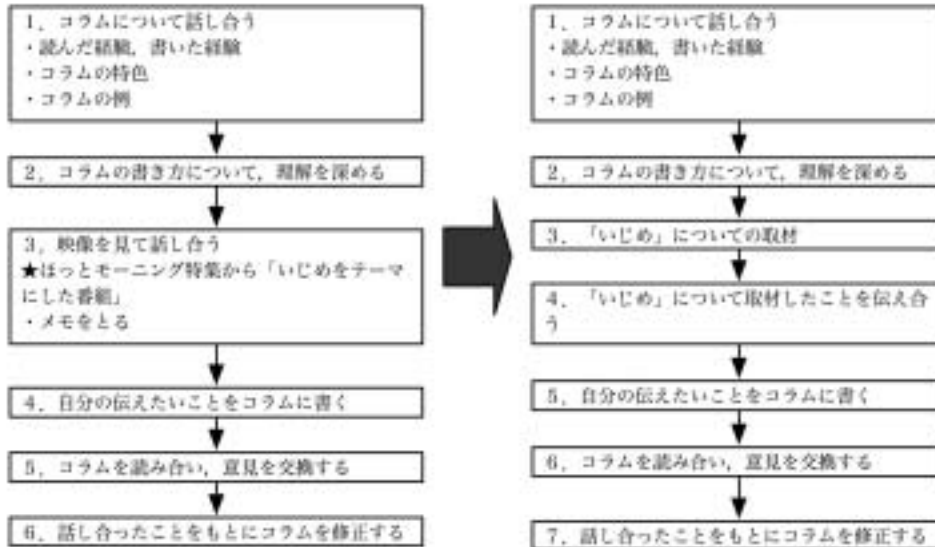 1．コラムについて話し合う
・読んだ経験，書いた経験
・コラムの特色
・コラムの例
2．コラムの書き方について，理解を深める
3．映像を見て話し合う
★ほっとモーニング特集から「いじめをテーマ
にした番組」
・メモをとる
4．自分の伝えたいことをコラムに書く
5．コラムを読み合い，意見を交換する
6．話し合ったことをもとにコラムを修正する
1．コラムについて話し合う
・読んだ経験，書いた経験
・コラムの特色
・コラムの例
2．コラムの書き方について，理解を深める
3．「いじめ」についての取材
4．「いじめ」について取材したことを伝え合
う
5．自分の伝えたいことをコラムに書く
6．コラムを読み合い，意見を交換する
7．話し合ったことをもとにコラムを修正する